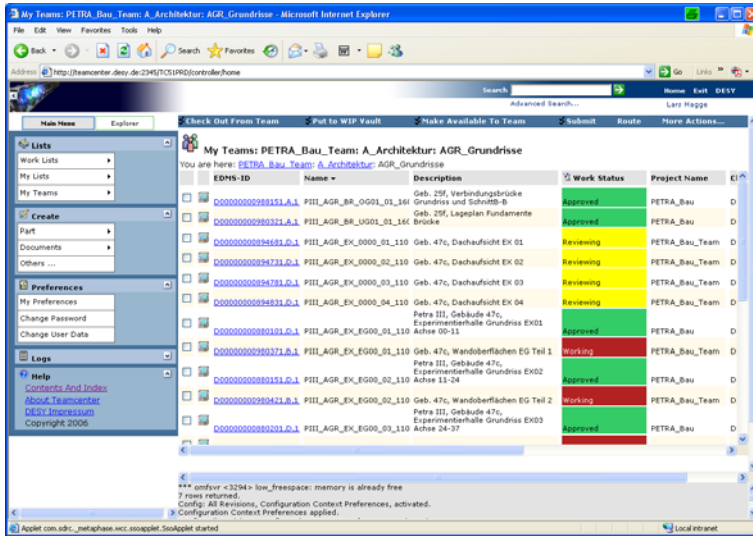 My Teams: PETRA_Bau_Team: A_Architektur: AGR_Grundrisse - Microsoft Internet Explorer
File Edit View Favorites Tools Help
Back Search Favorites
Address http://teamcenter.desy.de:2345/TCS1PRD/controller/home Go Links
Search Home Exit DESY
Advanced Search... Lars Hagge
Main Menu Explorer
Check Out From Team Put to WIP Vault Make Available To Team Submit Route More Actions...
Lists
Work Lists
My Lists
My Teams
Create
Part
Documents
Others ...
Preferences
My Preferences
Change Password
Change User Data
Logs
Help
Contents And Index
About Teamcenter
DESY Impressum
Copyright 2006
My Teams: PETRA_Bau_Team: A_Architektur: AGR_Grundrisse
You are here: PETRA_Bau_Team: A_Architektur: AGR_Grundrisse
EDMS-ID Name Description Work Status Project Name
Geb. 25f, Verbindungsbrücke
D00000000988151.A.1 PIII_AGR_BR_OG01_01_16( Grundriss und SchnittB-B Approved PETRA_Bau D
Geb. 25f, Lageplan Fundamente
D00000000980321.A.1 PIII_AGR_BR_UG01_01_16( Brücke Approved PETRA_Bau D
D00000000894681.D.1 PIII_AGR_EX_0000_01_110 Geb. 47c, Dachaufsicht EX 01 Reviewing PETRA_Bau_Team D
D00000000894731.D.1 PIII_AGR_EX_0000_02_110 Geb. 47c, Dachaufsicht EX 02 Reviewing PETRA_Bau_Team D
D00000000894781.D.1 PIII_AGR_EX_0000_03_110 Geb. 47c, Dachaufsicht EX 03 Reviewing PETRA_Bau_Team D
D00000000894831.D.1 PIII_AGR_EX_0000_04_110 Geb. 47c, Dachaufsicht EX 04 Reviewing PETRA_Bau_Team D
Petra III, Gebäude 47c,
Experimentierhalle Grundriss EX01
D00000000880101.D.1 PIII_AGR_EX_EG00_01_110 Achse 00-11 Approved PETRA_Bau D
D00000000980371.B.1 PIII_AGR_EX_EG00_01_110 Geb. 47c, Wandoberflächen EG Teil 1 Working PETRA_Bau_Team D
Petra III, Gebäude 47c,
Experimentierhalle Grundriss EX02
D00000000880151.D.1 PIII_AGR_EX_EG00_02_110 Achse 11-24 Approved PETRA_Bau D
D00000000980421.B.1 PIII_AGR_EX_EG00_02_110 Geb. 47c, Wandoberflächen EG Teil 2 Working PETRA_Bau_Team D
Petra III, Gebäude 47c,
Experimentierhalle Grundriss EX03
D00000000880201.D.1 PIII_AGR_EX_EG00_03_110 Achse 24-37 Approved PETRA_Bau D
*** omfsvr <3294> low_freespace: memory is already free
7 rows returned.
Config: All Revisions, Configuration Context Preferences, activated.
Configuration Context Preferences applied.
Applet com.sdrc._metaphase.wcc.ssoapplet.SsoApplet started Local intranet